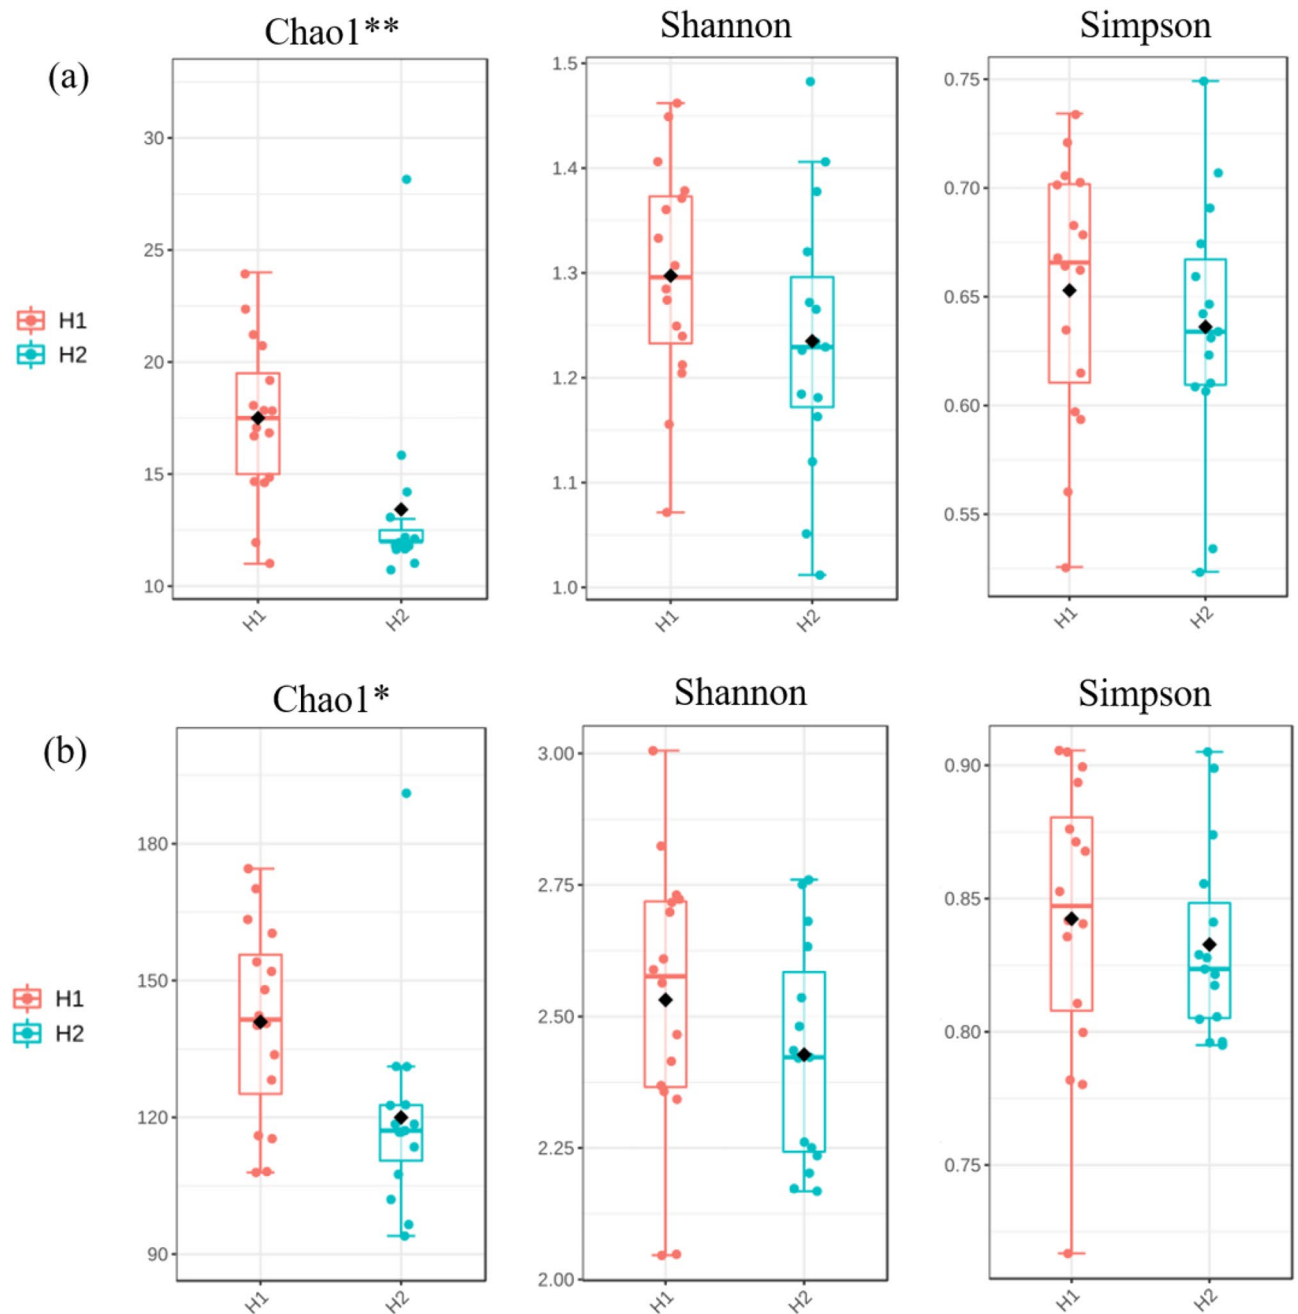 Chao1** Shannon Simpson
(a)
30
25
20
15
10
H1
H2
H1 H2
1.5
1.4
1.3
1.2
1.1
1.0
H1 H2
0.75
0.70
0.65
0.60
0.55
H1 H2
Chao1* Shannon Simpson
(b)
180
150
120
90
H1
H2
H1 H2
3.00
2.75
2.50
2.25
2.00
H1 H2
0.90
0.85
0.80
0.75
H1 H2